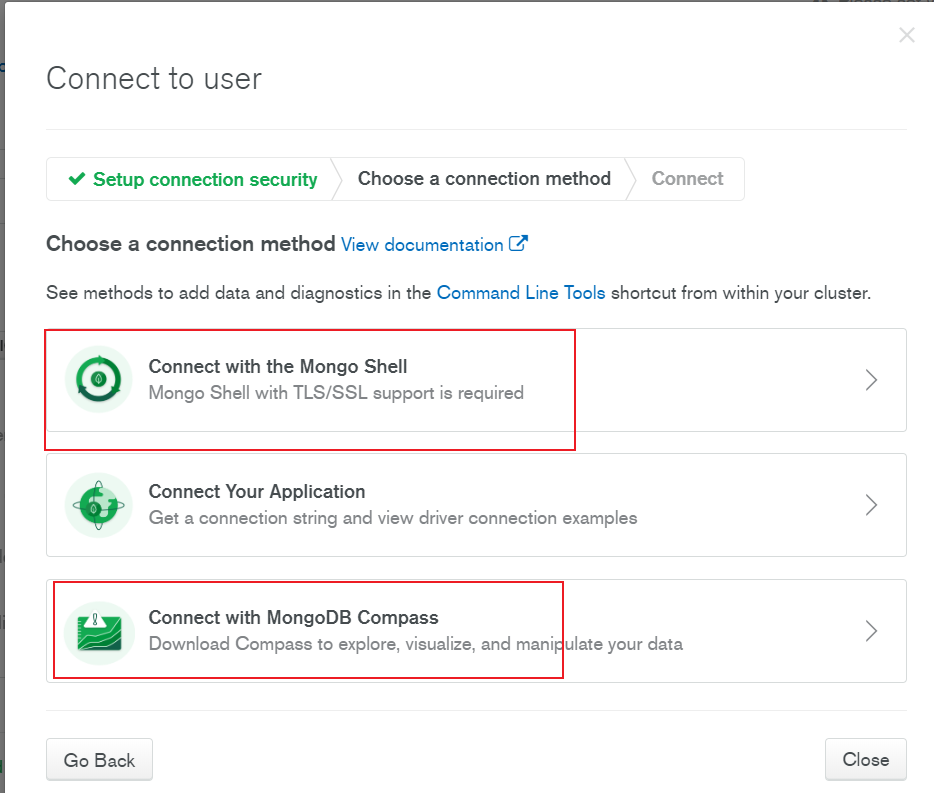 Connect to user
Setup connection security Choose a connection method Connect
Choose a connection method View documentation
See methods to add data and diagnostics in the Command Line Tools shortcut from within your cluster.
Connect with the Mongo Shell
Mongo Shell with TLS/SSL support is required
Connect Your Application
Get a connection string and view driver connection examples
Connect with MongoDB Compass
Download Compass to explore, visualize, and manipulate your data
Go Back Close